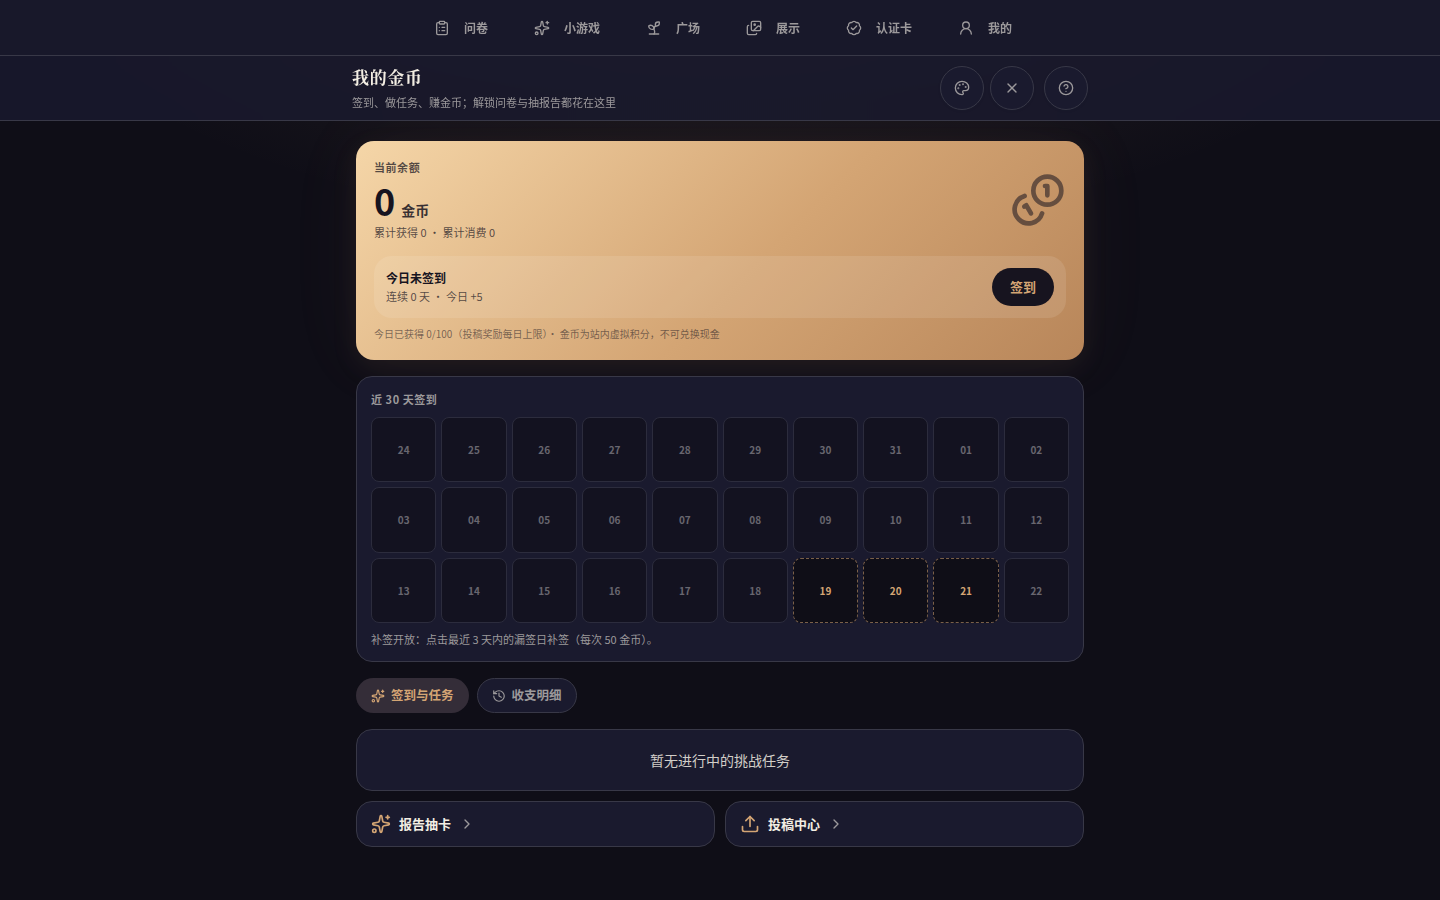 问卷 小游戏 广场 展示 认证卡 我的
我的金币
签到、做任务、赚金币；解锁问卷与抽报告都花在这里
当前余额
0 金币
累计获得 0 · 累计消费 0
今日未签到
连续 0 天 · 今日 +5
签到
今日已获得 0/100（投稿奖励每日上限）· 金币为站内虚拟积分，不可兑换现金
近 30 天签到
24 25 26 27 28 29 30 31 01 02
03 04 05 06 07 08 09 10 11 12
13 14 15 16 17 18 19 20 21 22
补签开放：点击最近 3 天内的漏签日补签（每次 50 金币）。
签到与任务 收支明细
暂无进行中的挑战任务
报告抽卡 投稿中心